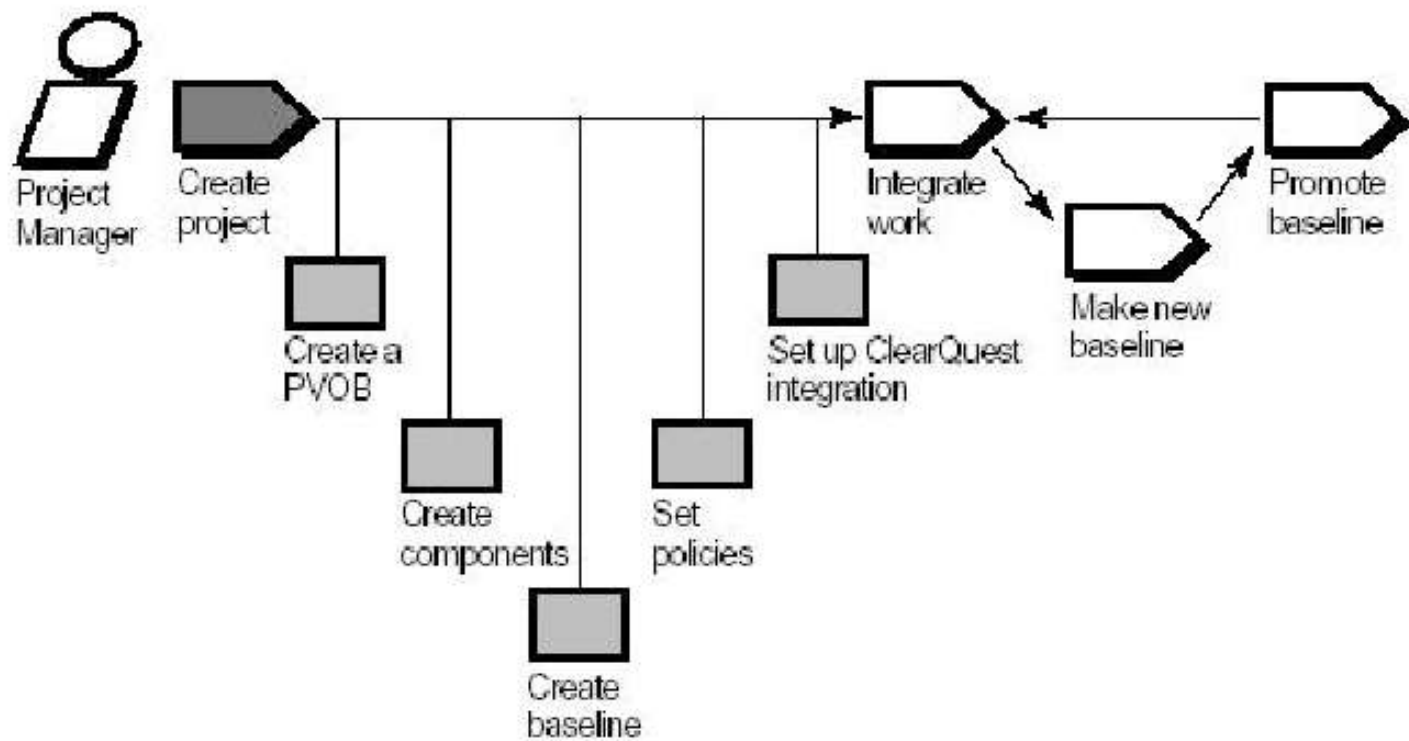 Project
Manager
Create
project
Integrate
work
Promote
baseline
Make new
baseline
Create a
PVOB
Set up ClearQuest
integration
Create
components
Set
policies
Create
baseline